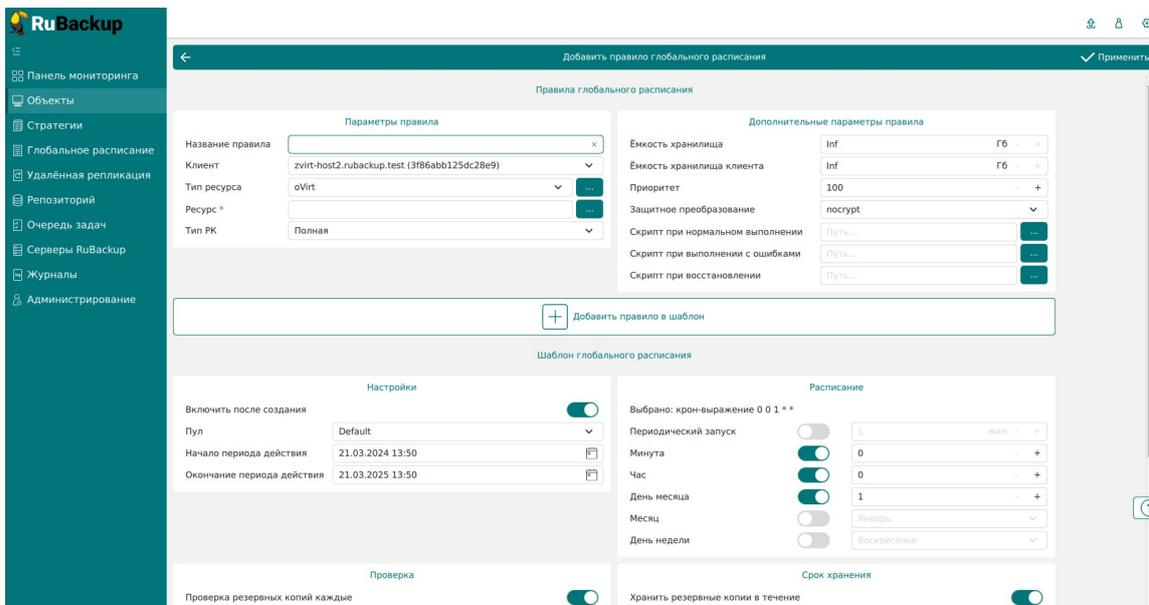 RuBackup
Панель мониторинга
Объекты
Стратегии
Глобальное расписание
Удалённая репликация
Репозиторий
Очередь задач
Серверы RuBackup
Журналы
Администрирование
Добавить правило глобального расписания
Применить
Правила глобального расписания
Параметры правила
Название правила
Клиент zvirt-host2.rubackup.test (3f86abb125dc28e9)
Тип ресурса oVirt ...
Ресурс * ...
Тип РК Полная
Дополнительные параметры правила
Ёмкость хранилища Inf Гб - +
Ёмкость хранилища клиента Inf Гб - +
Приоритет 100 - +
Защитное преобразование nocrypt
Скрипт при нормальном выполнении Путь... ...
Скрипт при выполнении с ошибками Путь... ...
Скрипт при восстановлении Путь... ...
Добавить правило в шаблон
Шаблон глобального расписания
Настройки
Включить после создания
Пул Default
Начало периода действия 21.03.2024 13:50
Окончание периода действия 21.03.2025 13:50
Расписание
Выбрано: крон-выражение 0 0 1 * *
Периодический запуск 1 мин - +
Минута 0 - +
Час 0 - +
День месяца 1 - +
Месяц Январь
День недели Воскресенье
Проверка
Проверка резервных копий каждые
Срок хранения
Хранить резервные копии в течение